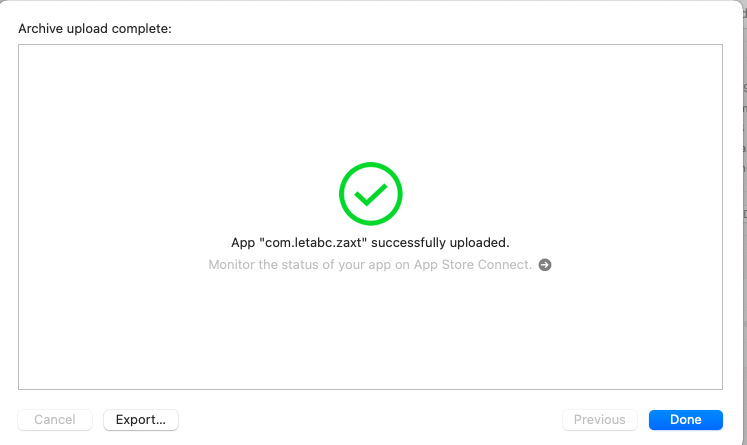 Archive upload complete:
App "com.letabc.zaxt" successfully uploaded.
Monitor the status of your app on App Store Connect.
Cancel
Export...
Previous
Done